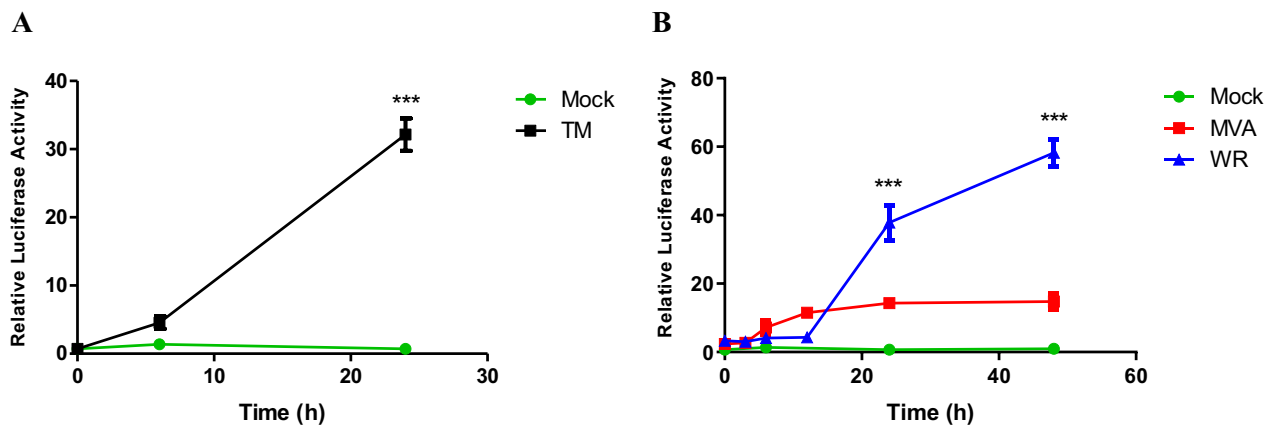 A
Relative Luciferase Activity
40
30
20
10
0
***
0 10 20 30
Time (h)
Mock
TM
B
Relative Luciferase Activity
80
60
40
20
0
***
***
0 20 40 60
Time (h)
Mock
MVA
WR